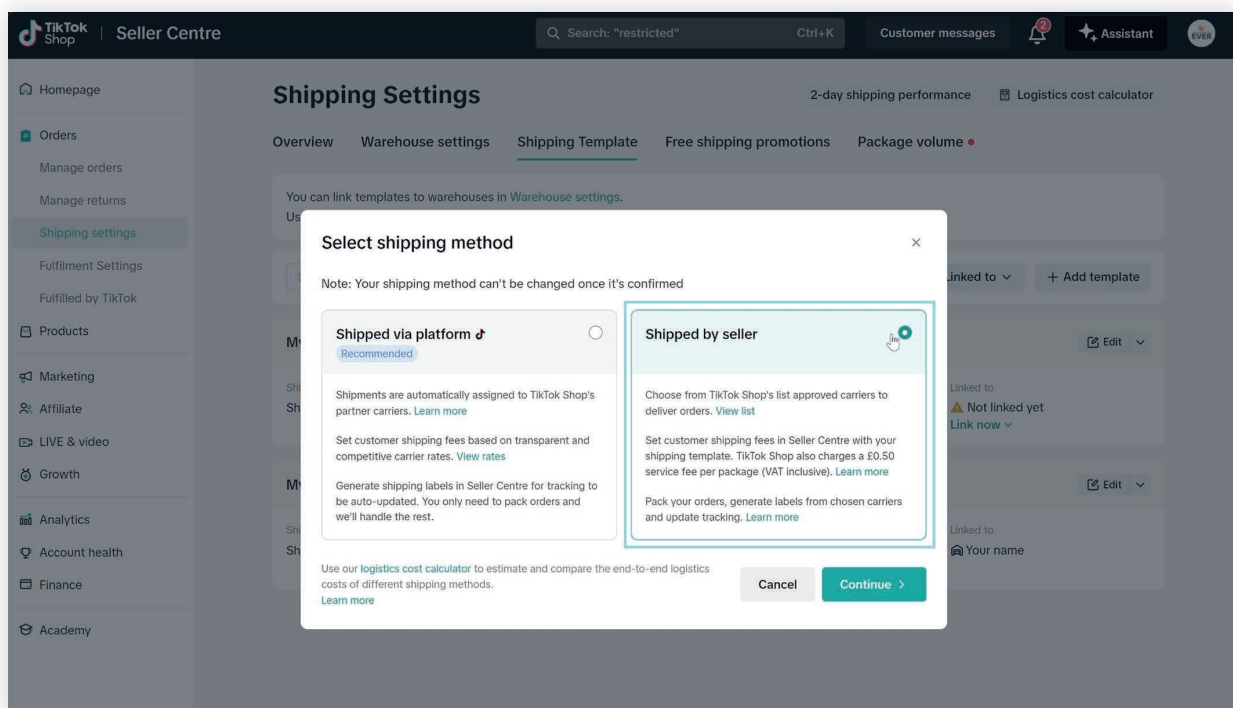 TikTok
Shop
Seller Centre
Search: "restricted"
Ctrl+K
Customer messages
2
Assistant
EVER
Homepage
Orders
Manage orders
Manage returns
Shipping settings
Fulfilment Settings
Fulfilled by TikTok
Products
Marketing
Affiliate
LIVE & video
Growth
Analytics
Account health
Finance
Academy
Shipping Settings
2-day shipping performance
Logistics cost calculator
Overview
Warehouse settings
Shipping Template
Free shipping promotions
Package volume
You can link templates to warehouses in Warehouse settings.
Linked to
+ Add template
Edit
Linked to
Not linked yet
Link now
Edit
Linked to
Your name
Select shipping method
Note: Your shipping method can't be changed once it's confirmed
Shipped via platform
Recommended
Shipments are automatically assigned to TikTok Shop's
partner carriers. Learn more
Set customer shipping fees based on transparent and
competitive carrier rates. View rates
Generate shipping labels in Seller Centre for tracking to
be auto-updated. You only need to pack orders and
we'll handle the rest.
Shipped by seller
Choose from TikTok Shop's list approved carriers to
deliver orders. View list
Set customer shipping fees in Seller Centre with your
shipping template. TikTok Shop also charges a £0.50
service fee per package (VAT inclusive). Learn more
Pack your orders, generate labels from chosen carriers
and update tracking. Learn more
Use our logistics cost calculator to estimate and compare the end-to-end logistics
costs of different shipping methods.
Learn more
Cancel
Continue